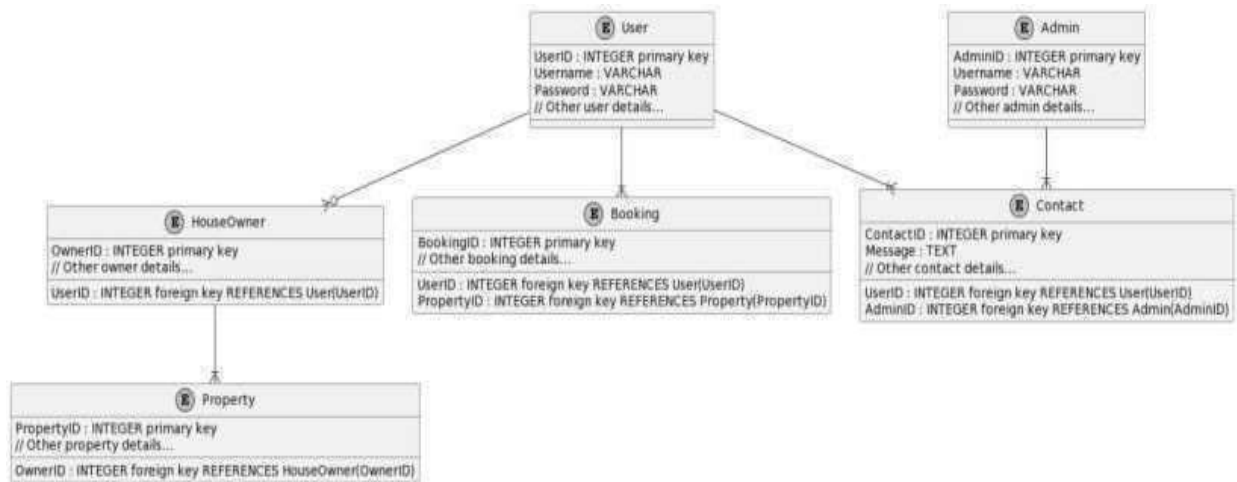 E User
UserID : INTEGER primary key
Username : VARCHAR
Password : VARCHAR
// Other user details...
E Admin
AdminID : INTEGER primary key
Username : VARCHAR
Password : VARCHAR
// Other admin details...
E HouseOwner
OwnerID : INTEGER primary key
// Other owner details...
UserID : INTEGER foreign key REFERENCES User(UserID)
E Booking
BookingID : INTEGER primary key
// Other booking details...
UserID : INTEGER foreign key REFERENCES User(UserID)
PropertyID : INTEGER foreign key REFERENCES Property(PropertyID)
E Contact
ContactID : INTEGER primary key
Message : TEXT
// Other contact details...
UserID : INTEGER foreign key REFERENCES User(UserID)
AdminID : INTEGER foreign key REFERENCES Admin(AdminID)
E Property
PropertyID : INTEGER primary key
// Other property details...
OwnerID : INTEGER foreign key REFERENCES HouseOwner(OwnerID)